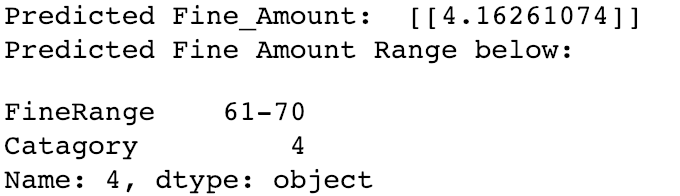 Predicted Fine_Amount:  [[4.16261074]]
Predicted Fine Amount Range below:
FineRange    61-70
Catagory         4
Name: 4, dtype: object